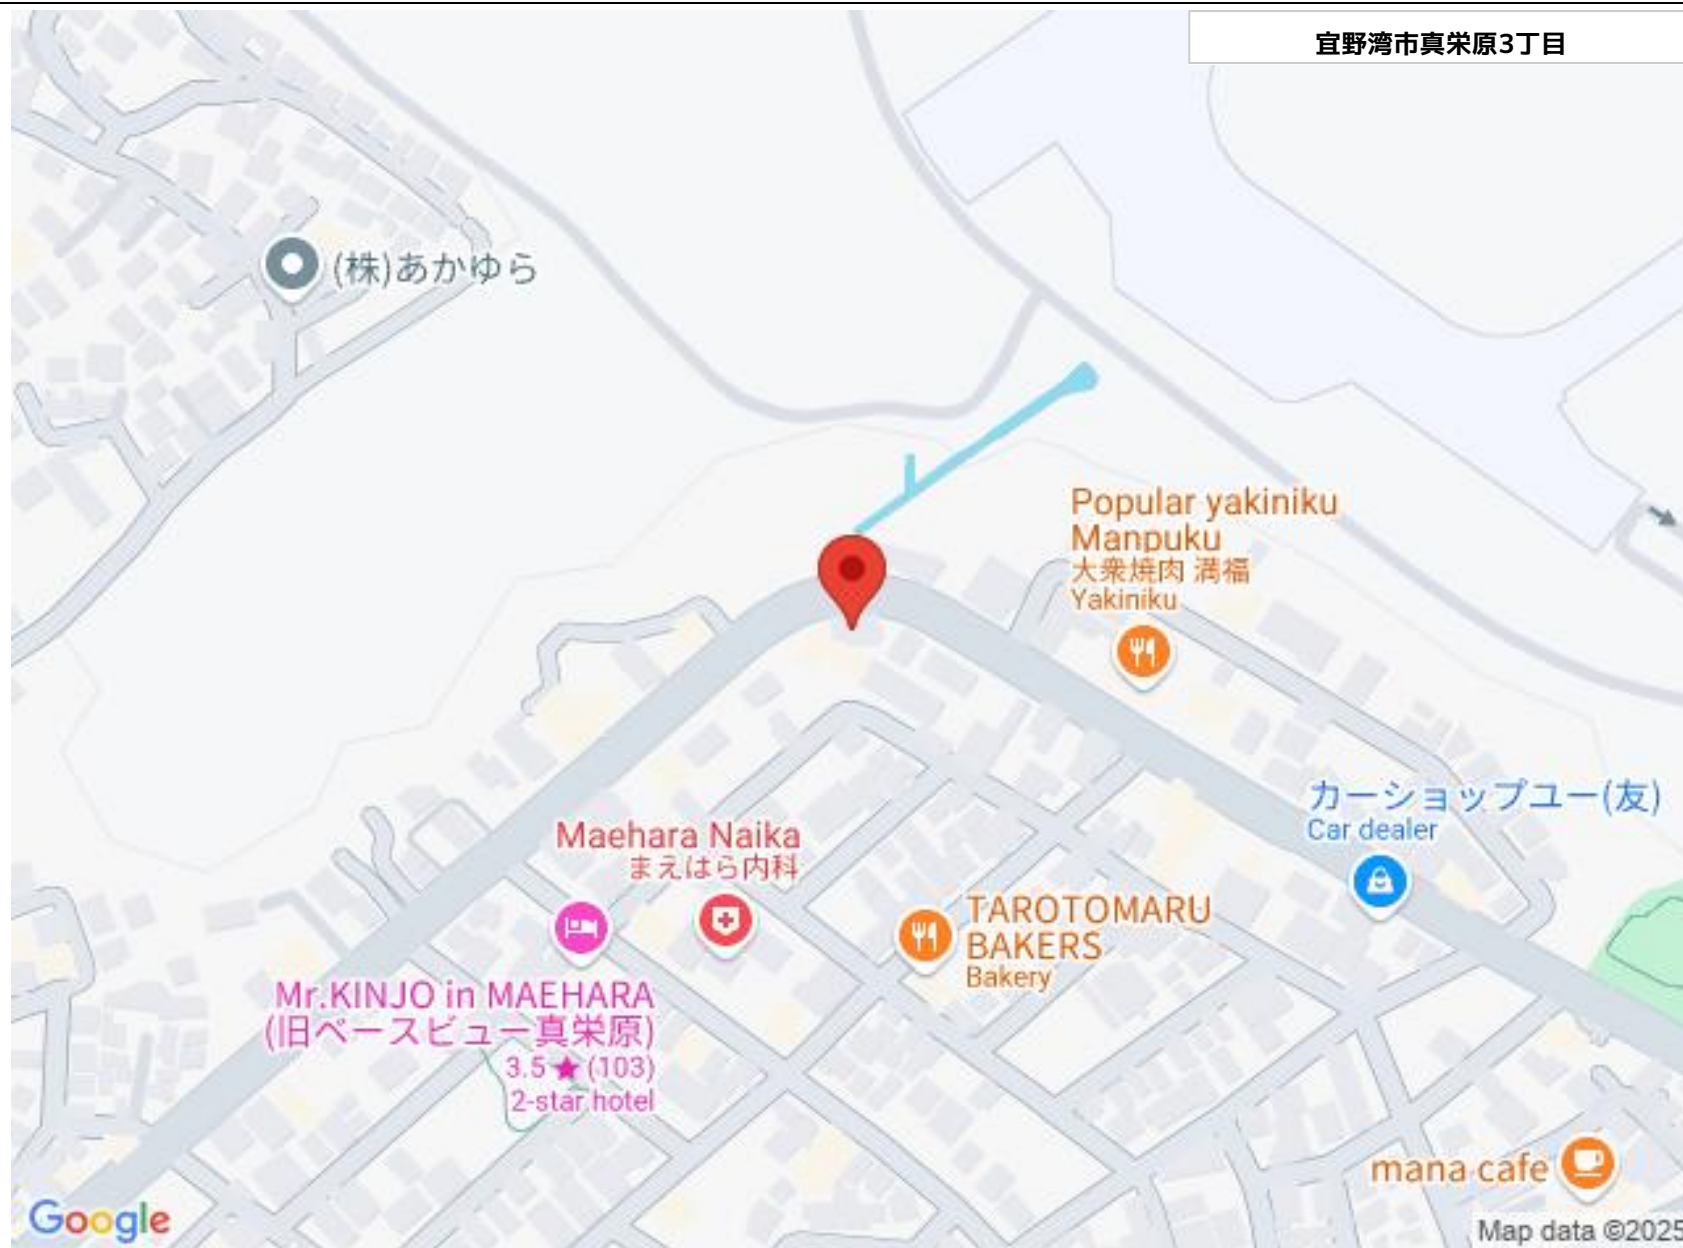 宜野湾市真栄原3丁目
(株)あかゆら
Popular yakiniku
Manpuku
大衆焼肉 満福
Yakiniku
カーショップユー(友)
Car dealer
Maehara Naika
まえはら内科
TAROTOMARU
BAKERS
Bakery
Mr.KINJO in MAEHARA
(旧ベースビュー真栄原)
3.5★(103)
2-star hotel
mana cafe
Google
Map data ©2025